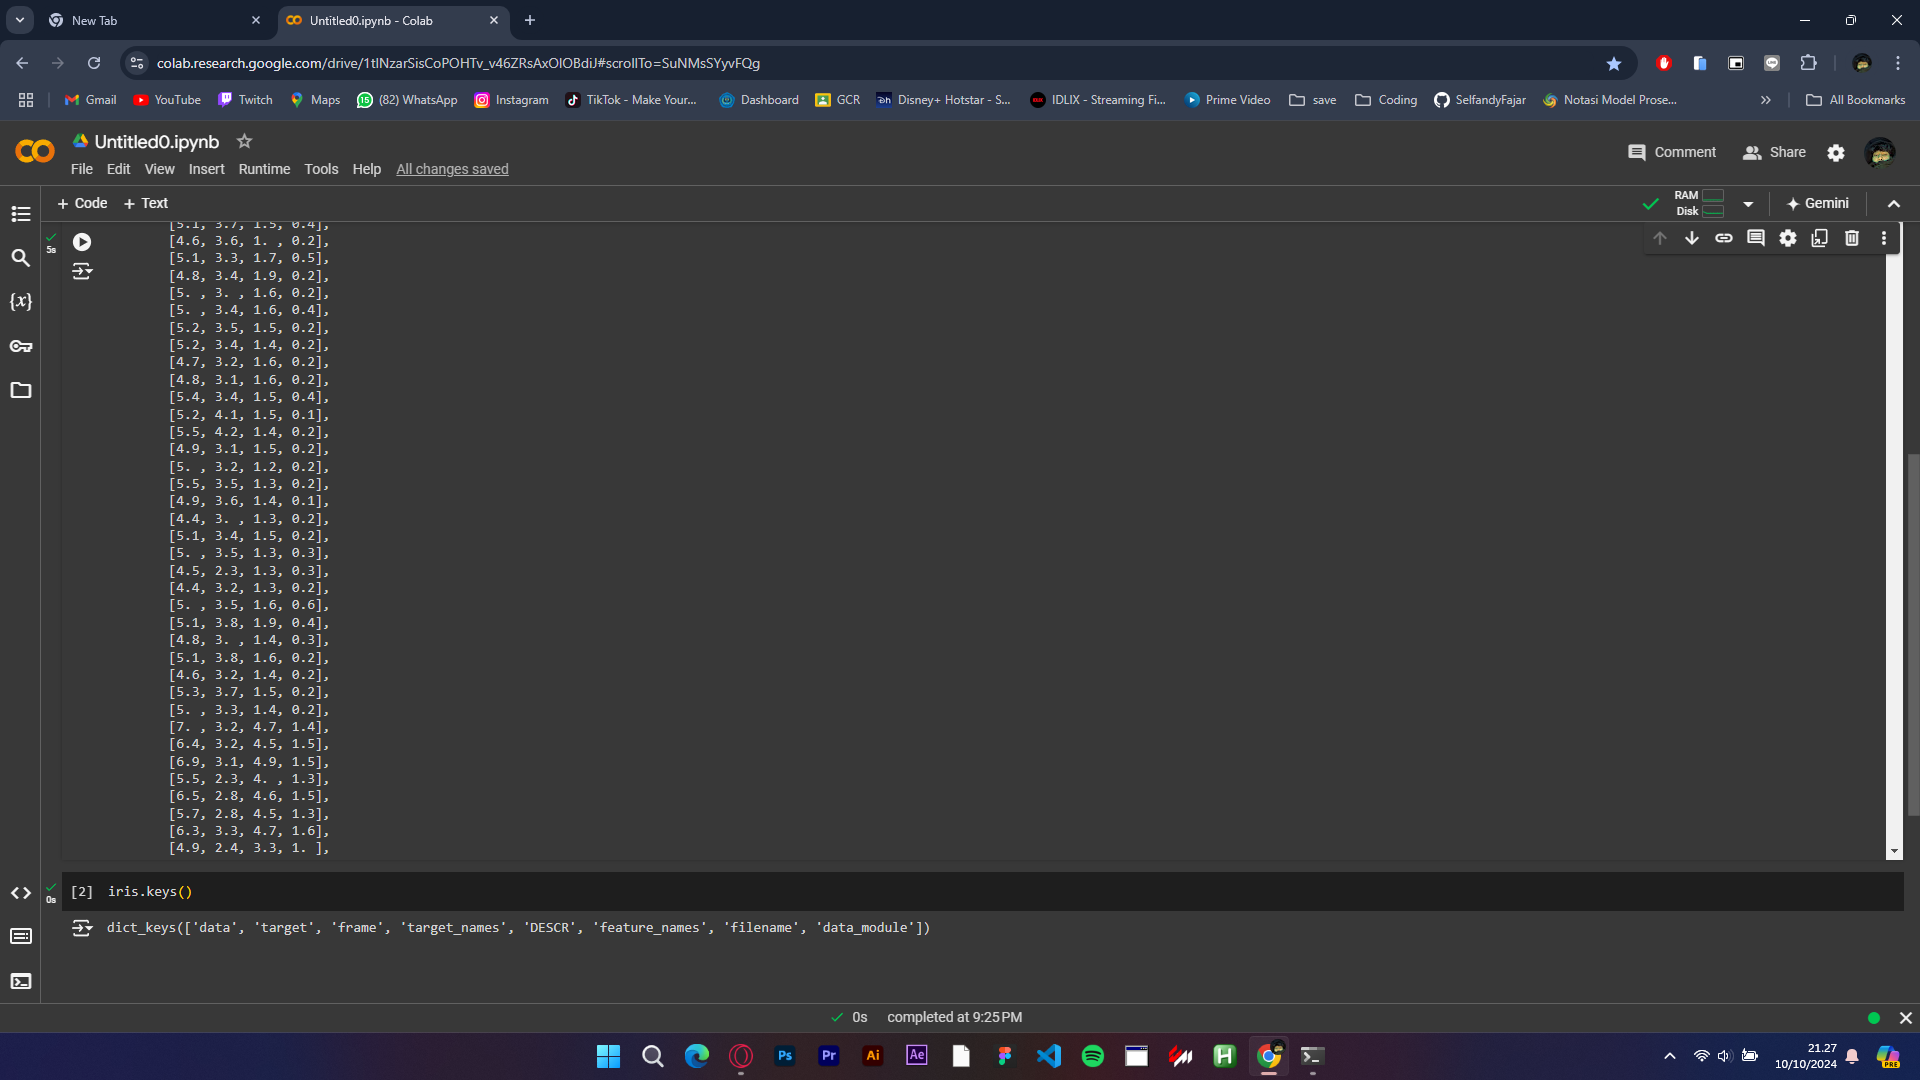 New Tab
Untitled0.ipynb - Colab
colab.research.google.com/drive/1tINzarSisCoPOHTv_v46ZRsAxOIOBdiJ#scrollTo=SuNMsSYyvFQg
Gmail YouTube Twitch Maps (82) WhatsApp Instagram TikTok - Make Your... Dashboard GCR Disney+ Hotstar - S... IDLIX - Streaming Fi... Prime Video save Coding SelfandyFajar Notasi Model Prose... All Bookmarks
Untitled0.ipynb
Comment Share
File Edit View Insert Runtime Tools Help All changes saved
+ Code + Text
RAM
Disk
Gemini
5s
[5.1, 3.7, 1.5, 0.4],
[4.6, 3.6, 1. , 0.2],
[5.1, 3.3, 1.7, 0.5],
[4.8, 3.4, 1.9, 0.2],
[5. , 3. , 1.6, 0.2],
[5. , 3.4, 1.6, 0.4],
[5.2, 3.5, 1.5, 0.2],
[5.2, 3.4, 1.4, 0.2],
[4.7, 3.2, 1.6, 0.2],
[4.8, 3.1, 1.6, 0.2],
[5.4, 3.4, 1.5, 0.4],
[5.2, 4.1, 1.5, 0.1],
[5.5, 4.2, 1.4, 0.2],
[4.9, 3.1, 1.5, 0.2],
[5. , 3.2, 1.2, 0.2],
[5.5, 3.5, 1.3, 0.2],
[4.9, 3.6, 1.4, 0.1],
[4.4, 3. , 1.3, 0.2],
[5.1, 3.4, 1.5, 0.2],
[5. , 3.5, 1.3, 0.3],
[4.5, 2.3, 1.3, 0.3],
[4.4, 3.2, 1.3, 0.2],
[5. , 3.5, 1.6, 0.6],
[5.1, 3.8, 1.9, 0.4],
[4.8, 3. , 1.4, 0.3],
[5.1, 3.8, 1.6, 0.2],
[4.6, 3.2, 1.4, 0.2],
[5.3, 3.7, 1.5, 0.2],
[5. , 3.3, 1.4, 0.2],
[7. , 3.2, 4.7, 1.4],
[6.4, 3.2, 4.5, 1.5],
[6.9, 3.1, 4.9, 1.5],
[5.5, 2.3, 4. , 1.3],
[6.5, 2.8, 4.6, 1.5],
[5.7, 2.8, 4.5, 1.3],
[6.3, 3.3, 4.7, 1.6],
[4.9, 2.4, 3.3, 1. ],
0s
[2] iris.keys()
dict_keys(['data', 'target', 'frame', 'target_names', 'DESCR', 'feature_names', 'filename', 'data_module'])
0s completed at 9:25 PM
Ps Pr Ai Ae H
21.27
10/10/2024
PRE